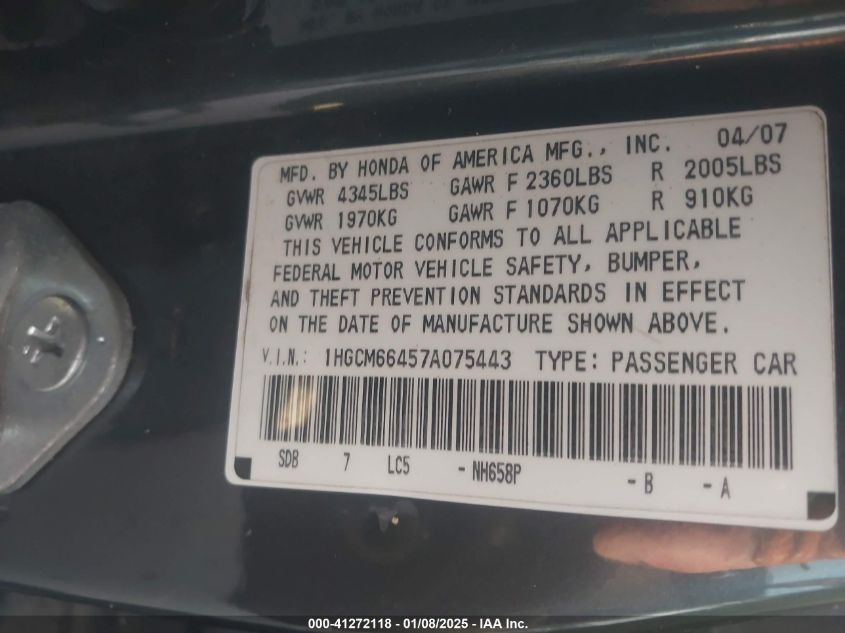 MFD. BY HONDA OF AMERICA MFG., INC. 04/07
GVWR 4345LBS GAWR F 2360LBS R 2005LBS
GVWR 1970KG GAWR F 1070KG R 910KG
THIS VEHICLE CONFORMS TO ALL APPLICABLE
FEDERAL MOTOR VEHICLE SAFETY, BUMPER,
AND THEFT PREVENTION STANDARDS IN EFFECT
ON THE DATE OF MANUFACTURE SHOWN ABOVE.
V.I.N.: 1HGCM66457A075443 TYPE: PASSENGER CAR
SDB 7 LC5 -NH658P -B -A
000-41272118 - 01/08/2025 - IAA Inc.